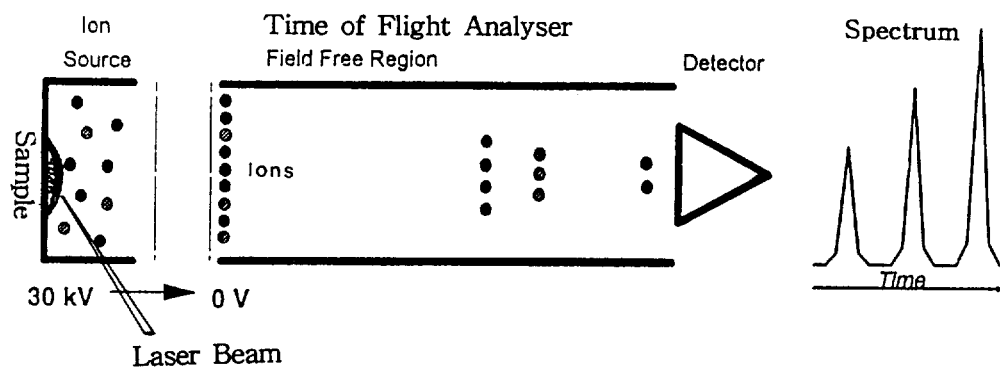 Ion
Source
Time of Flight Analyser
Field Free Region
Detector
Spectrum
Sample
Ions
30 kV
0 V
Time
Laser Beam